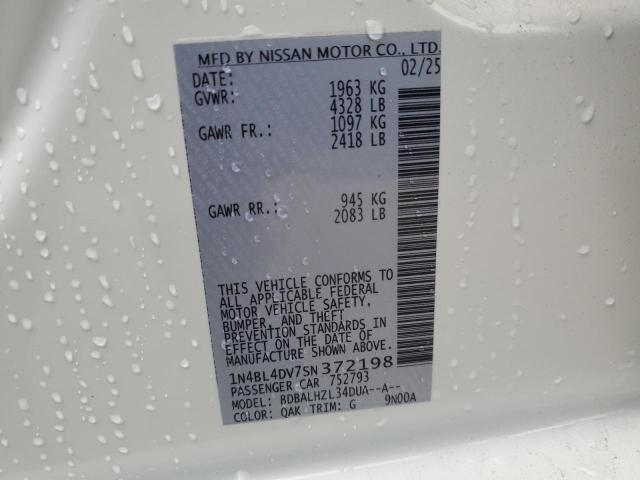 MFD BY NISSAN MOTOR CO., LTD.
DATE: 02/25
GVWR: 1963 KG
4328 LB
GAWR FR.: 1097 KG
2418 LB
GAWR RR.: 945 KG
2083 LB
THIS VEHICLE CONFORMS TO
ALL APPLICABLE FEDERAL
MOTOR VEHICLE SAFETY,
BUMPER, AND THEFT
PREVENTION STANDARDS IN
EFFECT ON THE DATE OF
MANUFACTURE SHOWN ABOVE.
1N4BL4DV7SN372198
PASSENGER CAR 752793
MODEL: BDBALHZL34DUA--A--
COLOR: QAK TRIM: G 9N00A